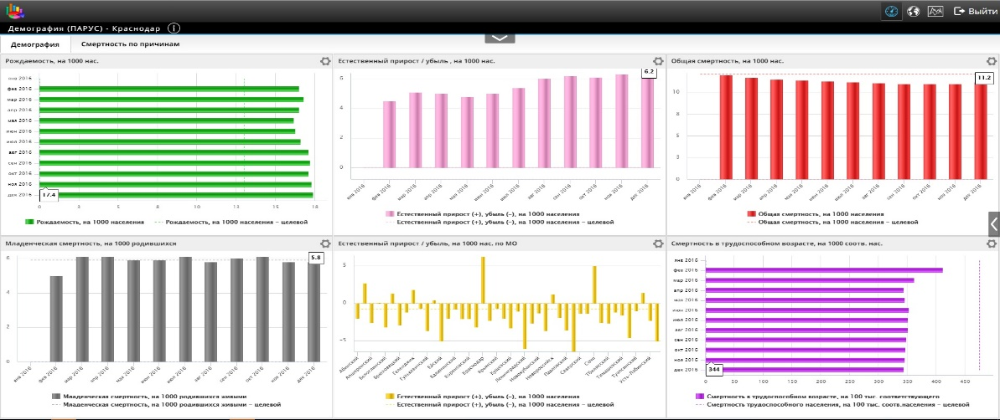 Выйти
Демография (ПАРУС) - Краснодар
Демография
Смертность по причинам
Рождаемость, на 1000 нас.
янв 2016
фев 2016
мар 2016
апр 2016
мая 2016
июн 2016
июл 2016
авг 2016
сен 2016
окт 2016
ноя 2016
дек 2016
17.4
0 3 5 8 10 13 15 18
Рождаемость, на 1000 населения
Рождаемость, на 1000 населения – целевой
Естественный прирост / убыль , на 1000 нас.
6.2
6
4
2
0
янв 2016 фев 2016 мар 2016 апр 2016 мая 2016 июн 2016 июл 2016 авг 2016 сен 2016 окт 2016 ноя 2016 дек 2016
Естественный прирост (+), убыль (–), на 1000 населения
Естественный прирост (+), убыль (–), на 1000 населения – целевой
Общая смертность, на 1000 нас.
11.2
10
8
5
3
0
янв 2016 фев 2016 мар 2016 апр 2016 мая 2016 июн 2016 июл 2016 авг 2016 сен 2016 окт 2016 ноя 2016 дек 2016
Общая смертность, на 1000 населения
Общая смертность, на 1000 населения – целевой
Младенческая смертность, на 1000 родившихся
5.8
6
4
2
0
янв 2016 фев 2016 мар 2016 апр 2016 мая 2016 июн 2016 июл 2016 авг 2016 сен 2016 окт 2016 ноя 2016 дек 2016
Младенческая смертность, на 1000 родившихся живыми
Младенческая смертность, на 1000 родившихся живыми – целевой
Естественный прирост / убыль, на 1000 нас. по МО
5
0
–5
Абинский Апшеронский Белоглинский Брюховецкий Геленджик Гулькевичский Ейский Калининский Кореновский Краснодар Крымский Кущевский Ленинградский Новокубанский Новороссийск Павловский Северский Сочи Тбилисский Тимашевский Туапсинский Усть-Лабинский
Естественный прирост (+), убыль (–), на 1000 населения
Естественный прирост (+), убыль (–), на 1000 населения – целевой
Смертность в трудоспособном возрасте, на 1000 соотв. нас.
янв 2016
фев 2016
мар 2016
апр 2016
мая 2016
июн 2016
июл 2016
авг 2016
сен 2016
окт 2016
ноя 2016
дек 2016
344
0 50 100 150 200 250 300 350 400 450
Смертность в трудоспособном возрасте, на 100 тыс. соответствующего
Смертность трудоспособного населения, на 100 тыс. соотв.населения – целевой